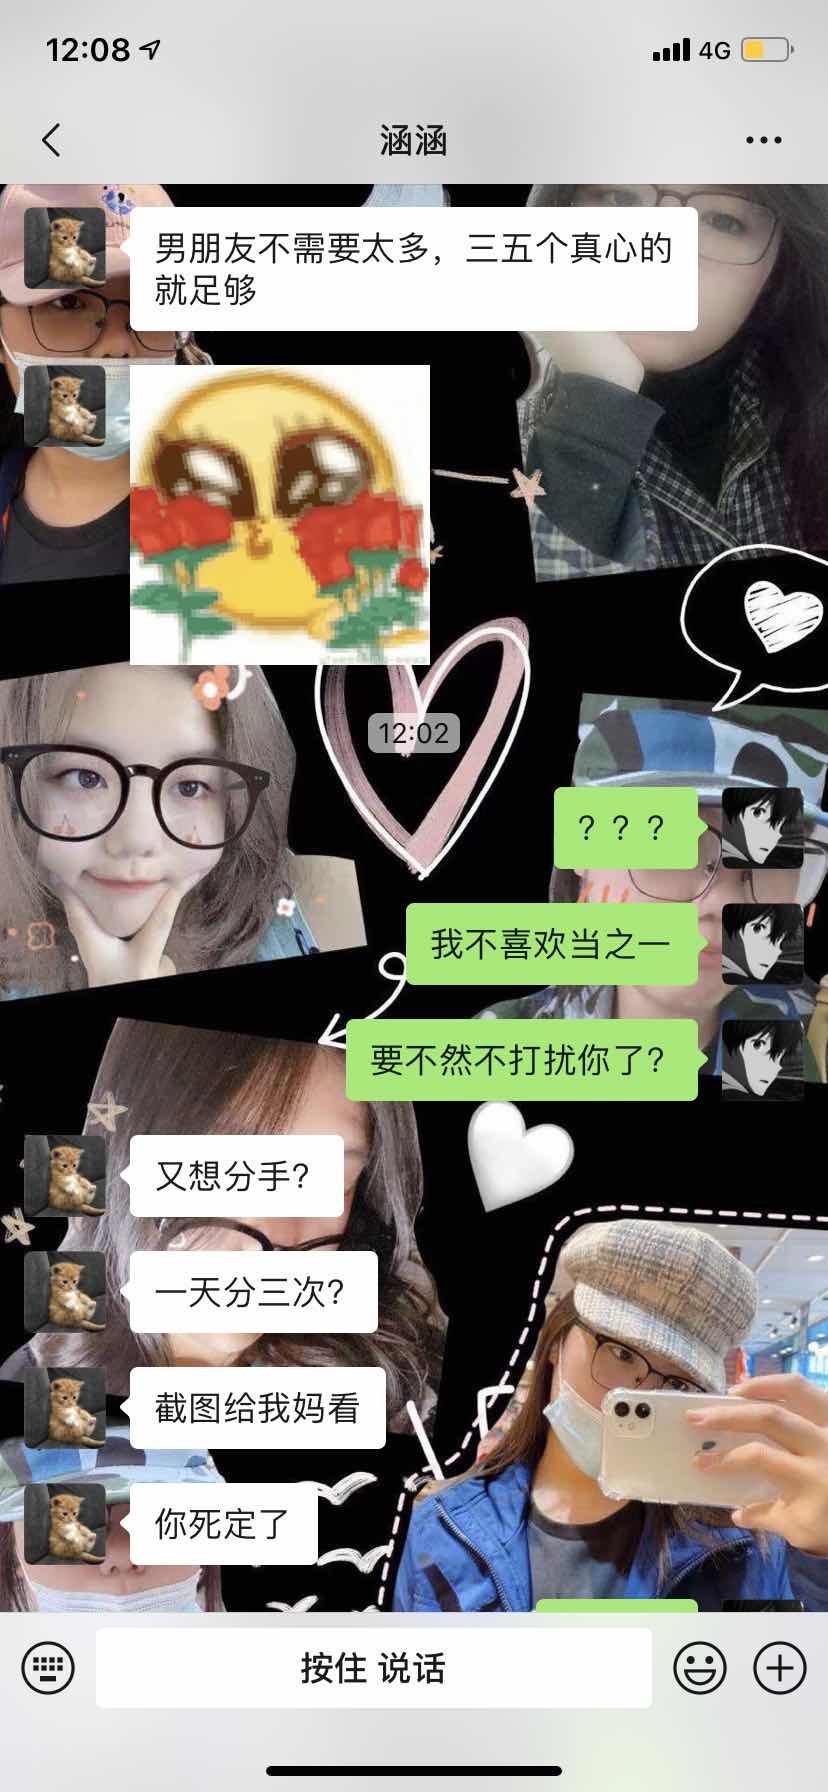 12:08
4G
涵涵
男朋友不需要太多，三五个真心的
就足够
12:02
？？？
我不喜欢当之一
要不然不打扰你了?
又想分手?
一天分三次?
截图给我妈看
你死定了
按住 说话